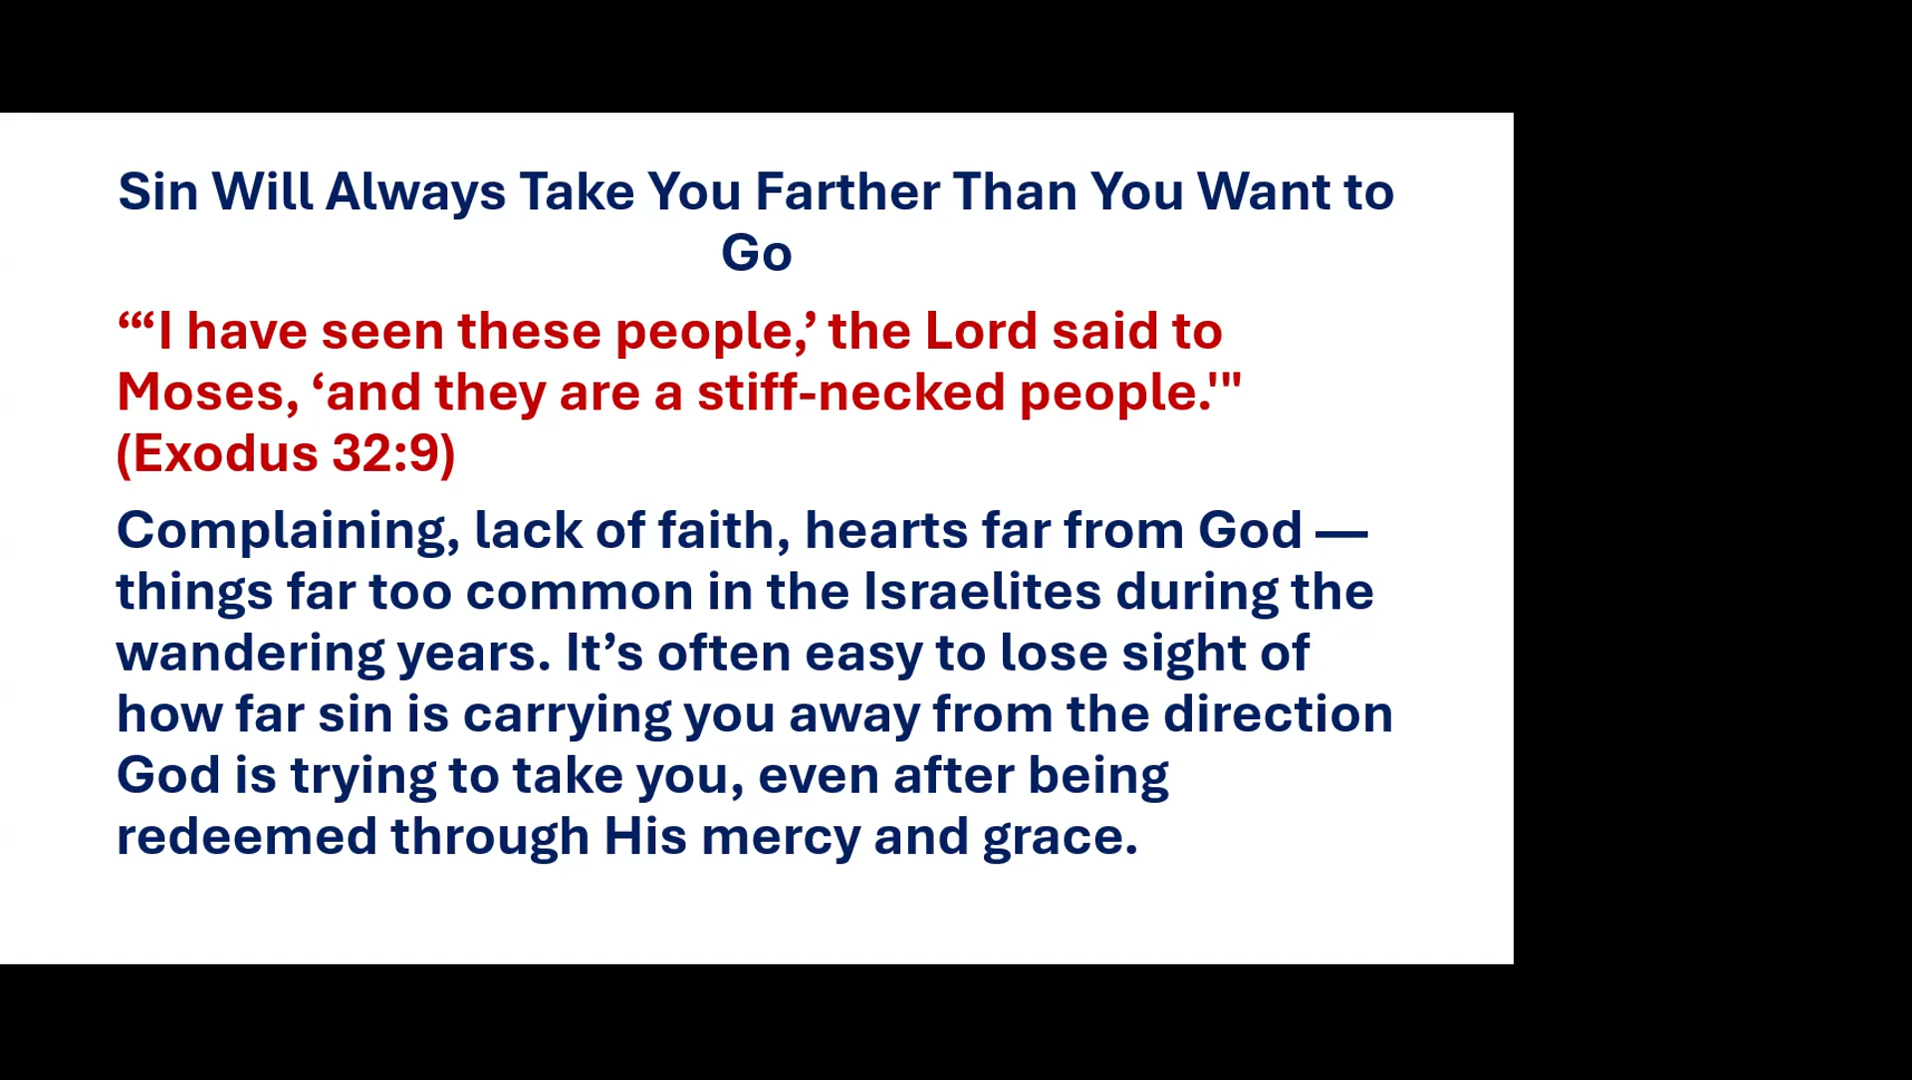 Sin Will Always Take You Farther Than You Want to
Go
“‘“I have seen these people,’ the Lord said to
Moses, ‘and they are a stiff-necked people.'"
(Exodus 32:9)
Complaining, lack of faith, hearts far from God —
things far too common in the Israelites during the
wandering years. It’s often easy to lose sight of
how far sin is carrying you away from the direction
God is trying to take you, even after being
redeemed through His mercy and grace.